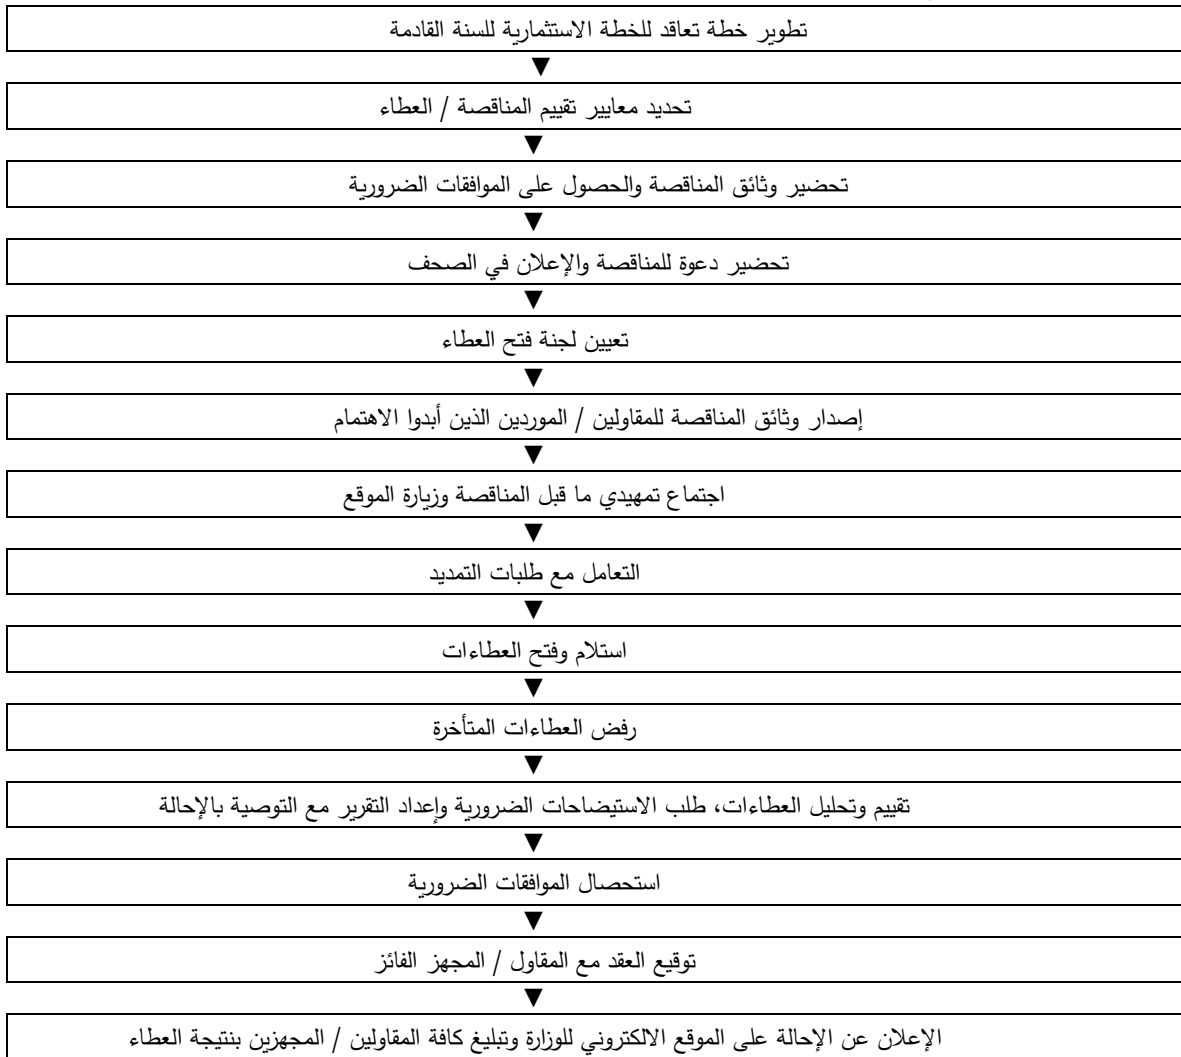 تطوير خطة تعاقد للخطة الاستثمارية للسنة القادمة
تحديد معايير تقييم المناقصة / العطاء
تحضير وثائق المناقصة والحصول على الموافقات الضرورية
تحضير دعوة للمناقصة والإعلان في الصحف
تعيين لجنة فتح العطاء
إصدار وثائق المناقصة للمقاولين / الموردين الذين أبدوا الاهتمام
اجتماع تمهيدي ما قبل المناقصة وزيارة الموقع
التعامل مع طلبات التمديد
استلام وفتح العطاءات
رفض العطاءات المتأخرة
تقييم وتحليل العطاءات، طلب الاستيضاحات الضرورية وإعداد التقرير مع التوصية بالإحالة
استحصال الموافقات الضرورية
توقيع العقد مع المقاول / المجهز الفائز
الإعلان عن الإحالة على الموقع الالكتروني للوزارة وتبليغ كافة المقاولين / المجهزين بنتيجة العطاء